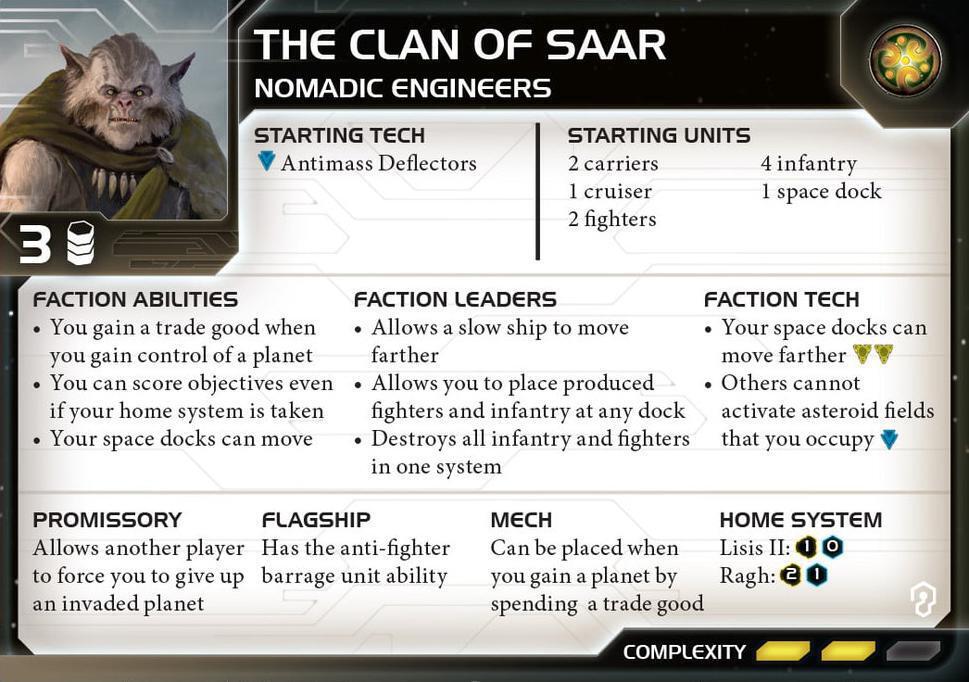 THE CLAN OF SAAR
NOMADIC ENGINEERS
3
STARTING TECH
Antimass Deflectors
STARTING UNITS
2 carriers
1 cruiser
2 fighters
4 infantry
1 space dock
FACTION ABILITIES
• You gain a trade good when
you gain control of a planet
• You can score objectives even
if your home system is taken
• Your space docks can move
FACTION LEADERS
• Allows a slow ship to move
farther
• Allows you to place produced
fighters and infantry at any dock
• Destroys all infantry and fighters
in one system
FACTION TECH
• Your space docks can
move farther
• Others cannot
activate asteroid fields
that you occupy
PROMISSORY
Allows another player
to force you to give up
an invaded planet
FLAGSHIP
Has the anti-fighter
barrage unit ability
MECH
Can be placed when
you gain a planet by
spending a trade good
HOME SYSTEM
Lisis II: 1 0
Ragh: 2 1
COMPLEXITY